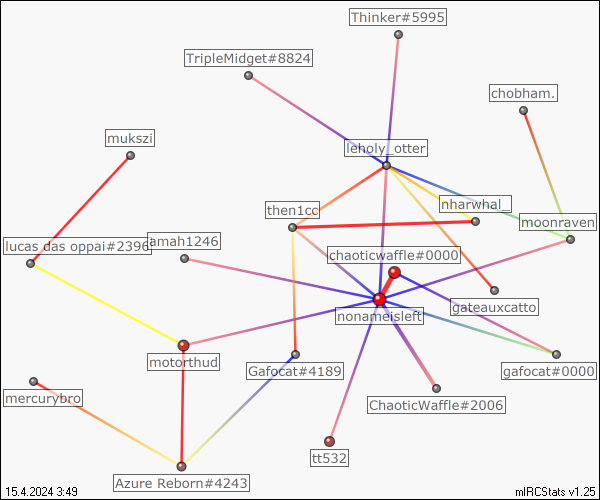 Thinker#5995
TripleMidget#8824
chobham.
mukszi
leholy_otter
nharwhal_
then1cc
moonraven
lucas das oppai#2396
amah1246
chaoticwaffle#0000
gateauxcatto
nonameisleft
motorthud
Gafocat#4189
gafocat#0000
mercurybro
ChaoticWaffle#2006
tt532
Azure Reborn#4243
15.4.2024 3:49
mIRCStats v1.25